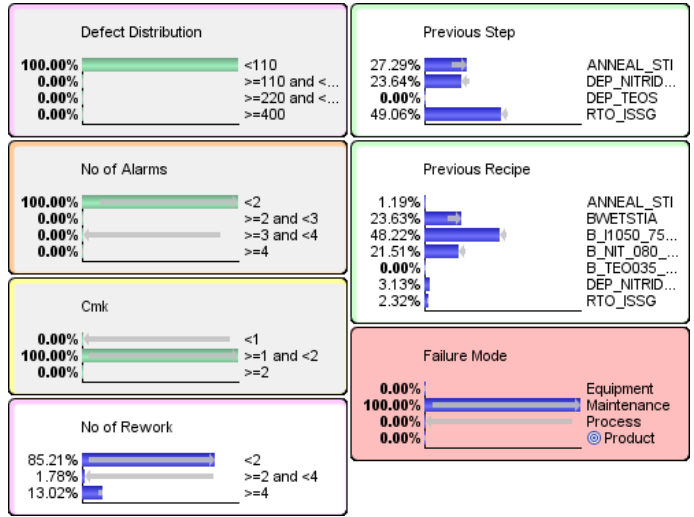 Defect Distribution
100.00% <110
0.00% >=110 and <...
0.00% >=220 and <...
0.00% >=400
No of Alarms
100.00% <2
0.00% >=2 and <3
0.00% >=3 and <4
0.00% >=4
Cmk
0.00% <1
100.00% >=1 and <2
0.00% >=2
No of Rework
85.21% <2
1.78% >=2 and <4
13.02% >=4
Previous Step
27.29% ANNEAL_STI
23.64% DEP_NITRID...
0.00% DEP_TEOS
49.06% RTO_ISSG
Previous Recipe
1.19% ANNEAL_STI
23.63% BWETSTIA
48.22% B_I1050_75...
21.51% B_NIT_080_...
0.00% B_TEO035_...
3.13% DEP_NITRID...
2.32% RTO_ISSG
Failure Mode
0.00% Equipment
100.00% Maintenance
0.00% Process
0.00% Product